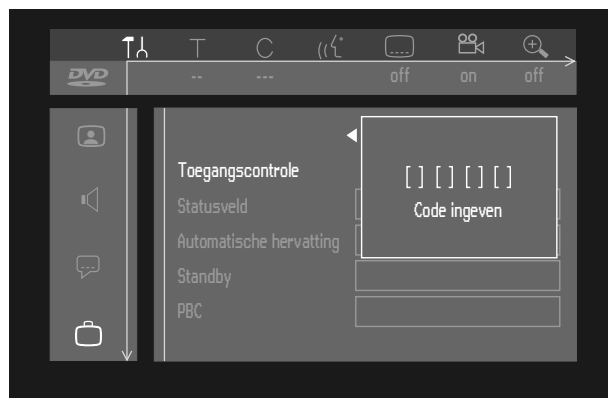 T C
DVD -- --- off on off
Toegangscontrole
[ ] [ ] [ ] [ ]
Statusveld
Code ingeven
Automatische hervatting
Standby
PBC